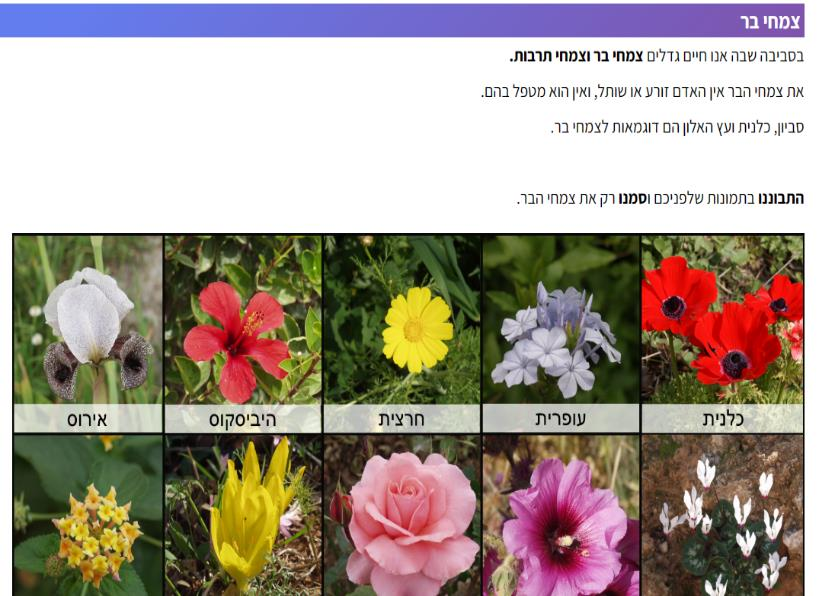 צמחי בר
בסביבה שבה אנו חיים גדלים צמחי בר וצמחי תרבות.
את צמחי הבר אין האדם זורע או שותל, ואין הוא מטפל בהם.
סביון, כלנית ועץ האלון הם דוגמאות לצמחי בר.
התבוננו בתמונות שלפניכם וסמנו רק את צמחי הבר.
כלנית
עופרית
חרצית
היביסקוס
אירוס